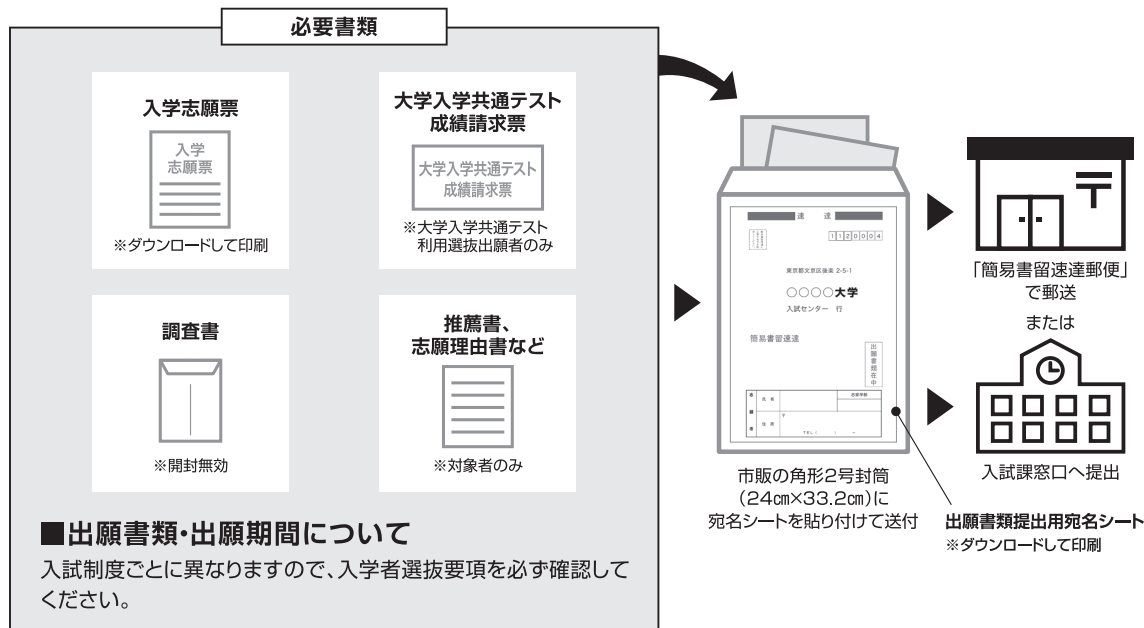 必要書類
入学志願票
入学
志願票
※ダウンロードして印刷
大学入学共通テスト
成績請求票
大学入学共通テスト
成績請求票
※大学入学共通テスト
利用選抜出願者のみ
調査書
※開封無効
推薦書、
志願理由書など
※対象者のみ
■出願書類・出願期間について
入試制度ごとに異なりますので、入学者選抜要項を必ず確認して
ください。
速 達
1120004
東京都文京区後楽 2-5-1
○○○○大学
入試センター 行
簡易書留速達
出願書類在中
志願者
氏 名
志望学部
住 所
〒
TEL ( ) ー
市販の角形2号封筒
(24㎝×33.2㎝)に
宛名シートを貼り付けて送付
〒
「簡易書留速達郵便」
で郵送
または
入試課窓口へ提出
出願書類提出用宛名シート
※ダウンロードして印刷